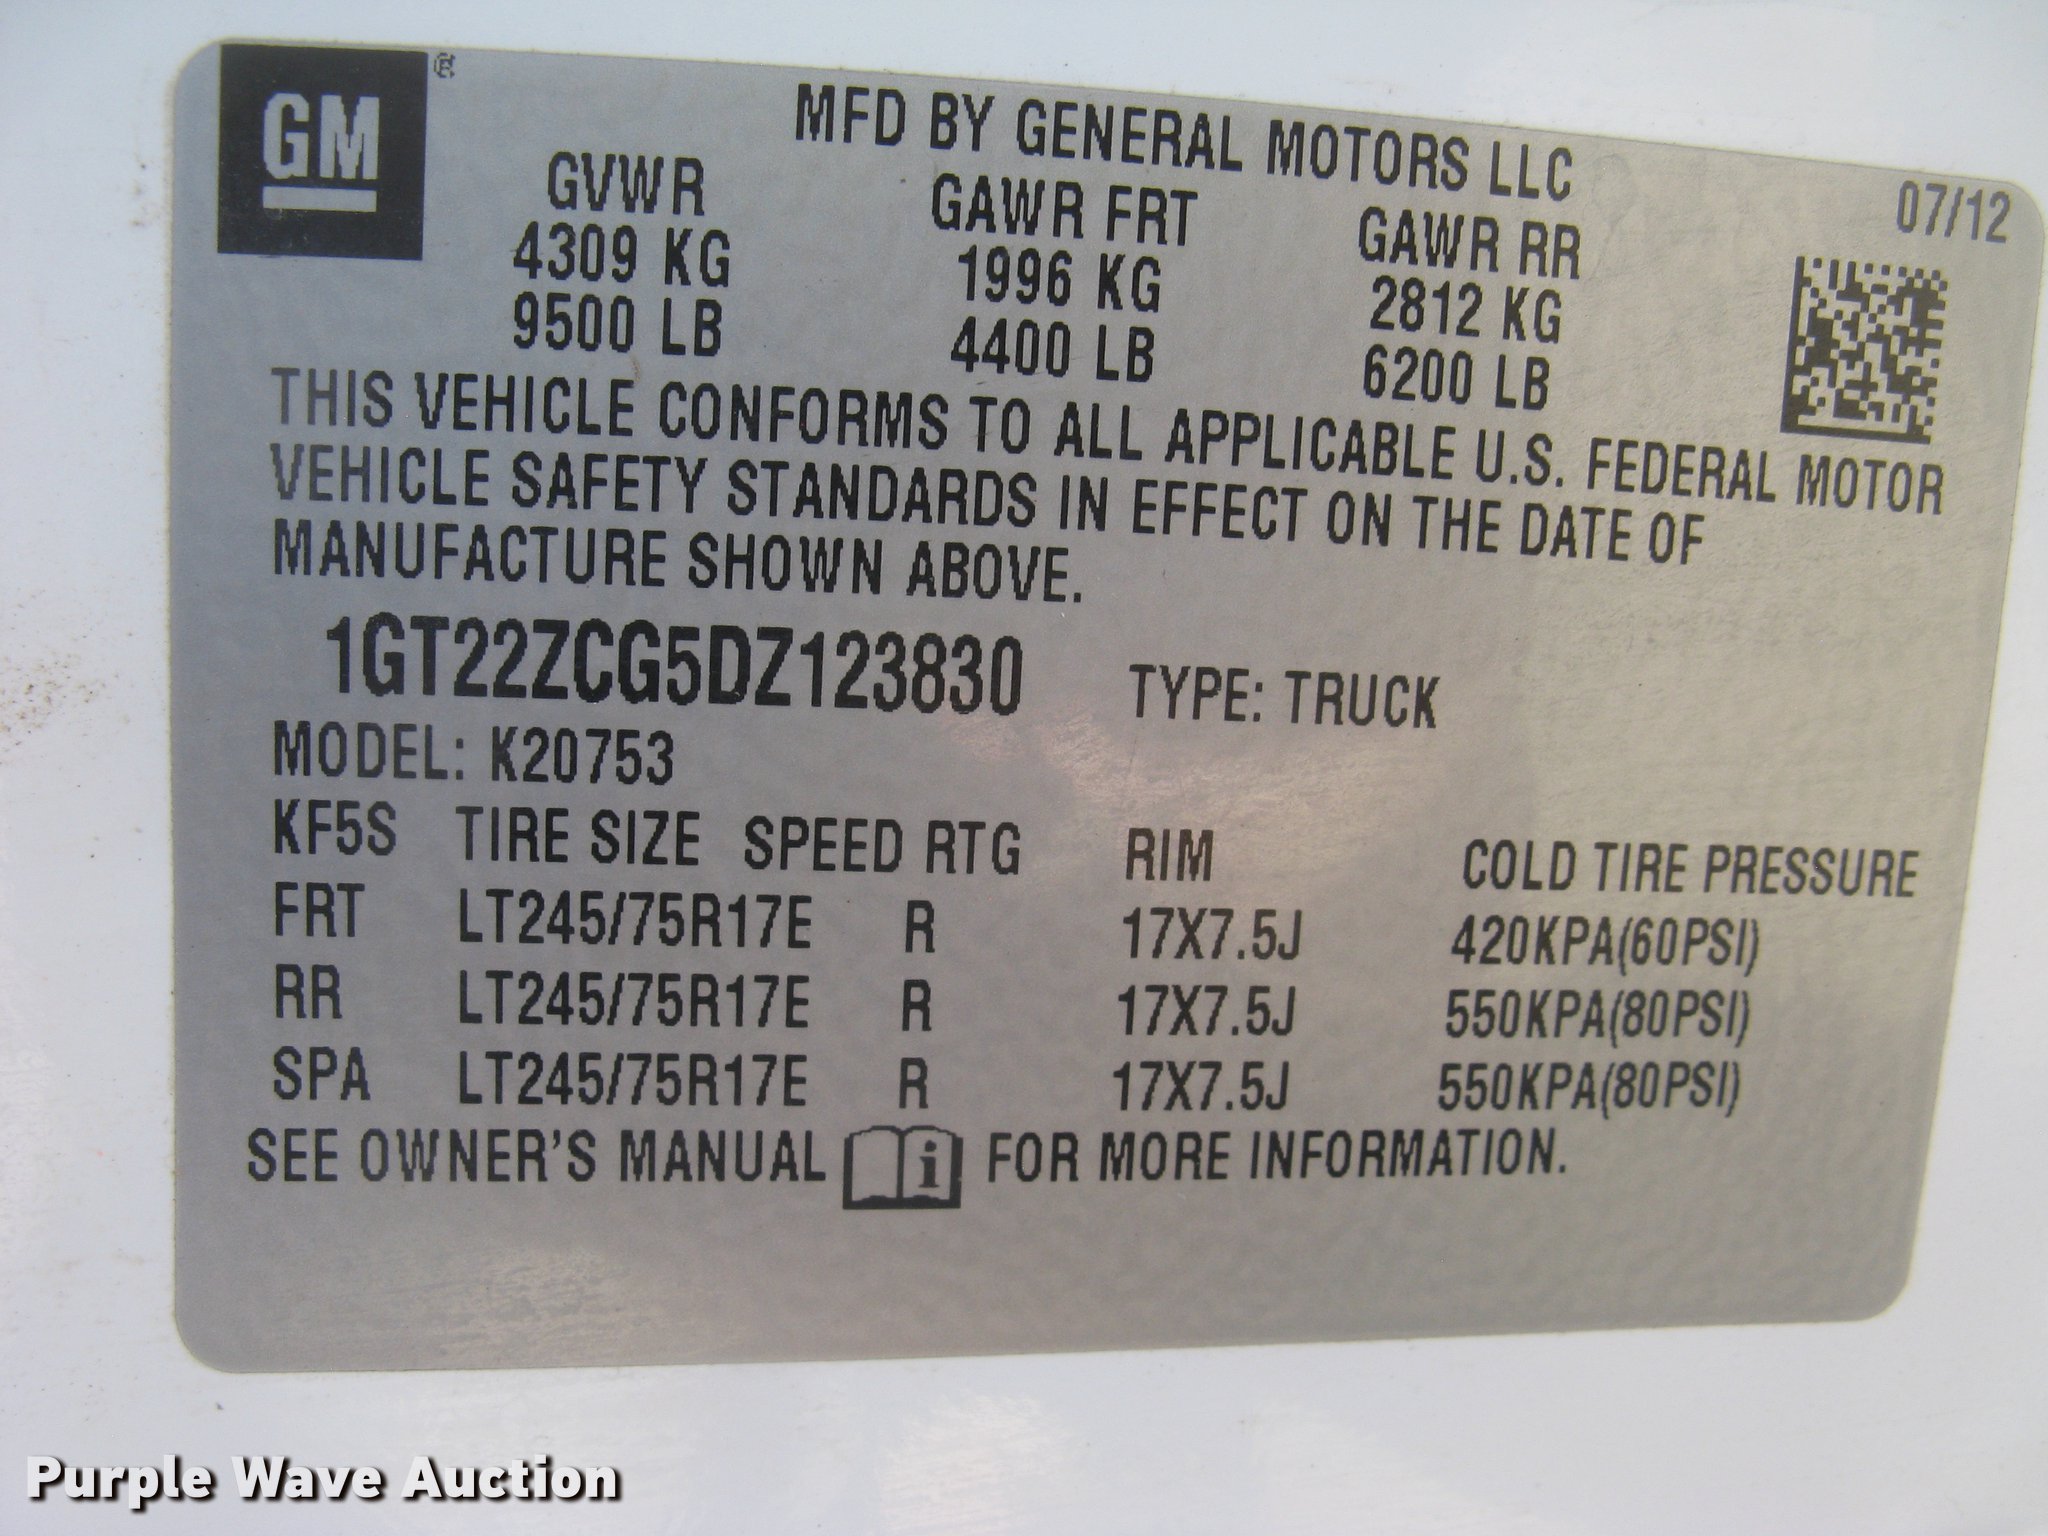 GM®
MFD BY GENERAL MOTORS LLC
07/12
GVWR GAWR FRT GAWR RR
4309 KG 1996 KG 2812 KG
9500 LB 4400 LB 6200 LB
THIS VEHICLE CONFORMS TO ALL APPLICABLE U.S. FEDERAL MOTOR
VEHICLE SAFETY STANDARDS IN EFFECT ON THE DATE OF
MANUFACTURE SHOWN ABOVE.
1GT22ZCG5DZ123830 TYPE: TRUCK
MODEL: K20753
KF5S TIRE SIZE SPEED RTG RIM COLD TIRE PRESSURE
FRT LT245/75R17E R 17X7.5J 420KPA(60PSI)
RR LT245/75R17E R 17X7.5J 550KPA(80PSI)
SPA LT245/75R17E R 17X7.5J 550KPA(80PSI)
SEE OWNER'S MANUAL i FOR MORE INFORMATION.
Purple Wave Auction